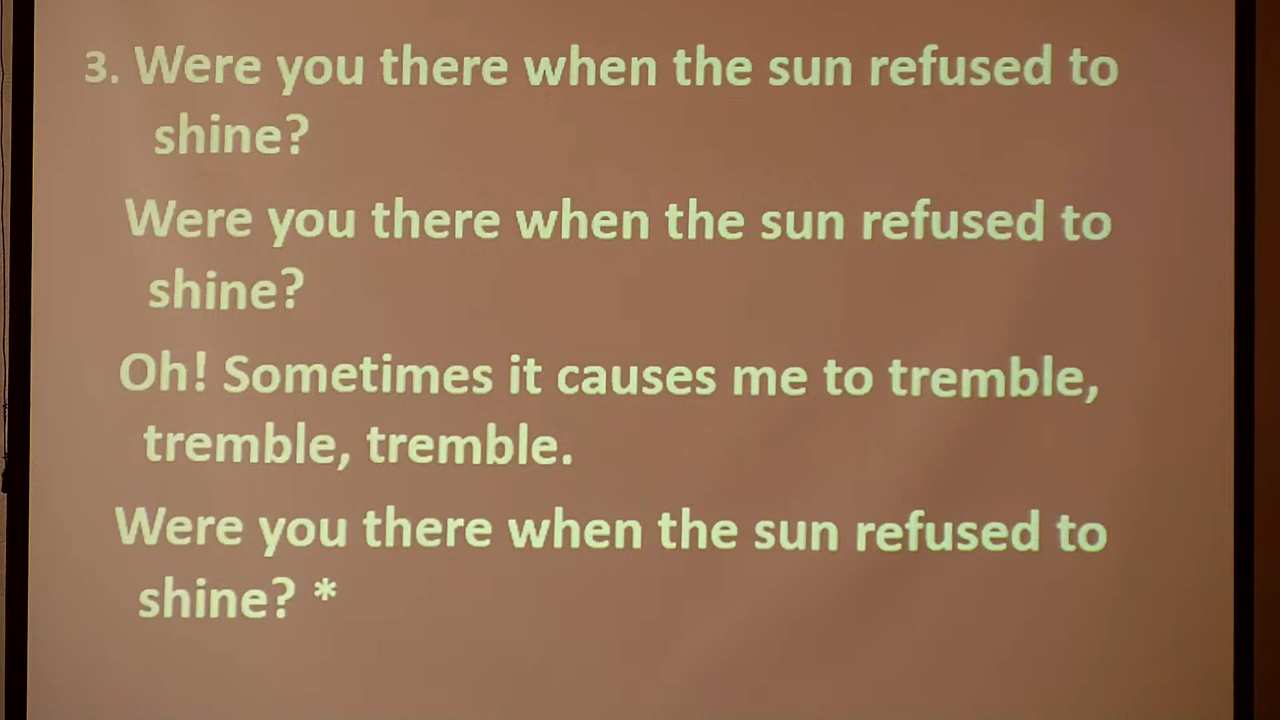 3. Were you there when the sun refused to
shine?
Were you there when the sun refused to
shine?
Oh! Sometimes it causes me to tremble,
tremble, tremble.
Were you there when the sun refused to
shine? *